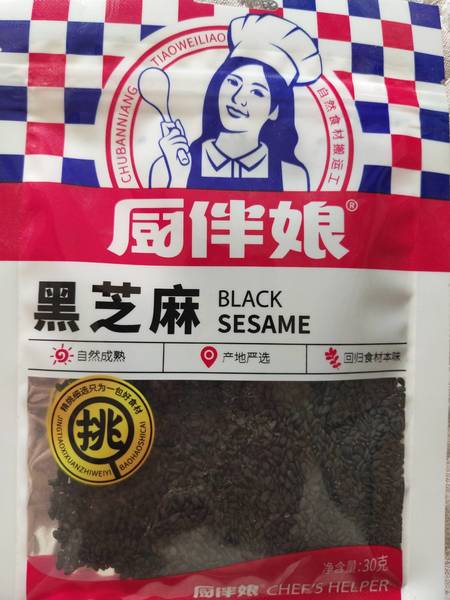 CHUBANNIANG
TIAOWEILIAO
自然食材搬运工
厨伴娘®
黑芝麻
BLACK
SESAME
自然成熟
产地严选
回归食材本味
精挑细选只为一包好食材
挑
JINGTIAOXIXUANZHIWEIYI
BAOHAOSHICAI
净含量:30克
厨伴娘 CHEF'S HELPER